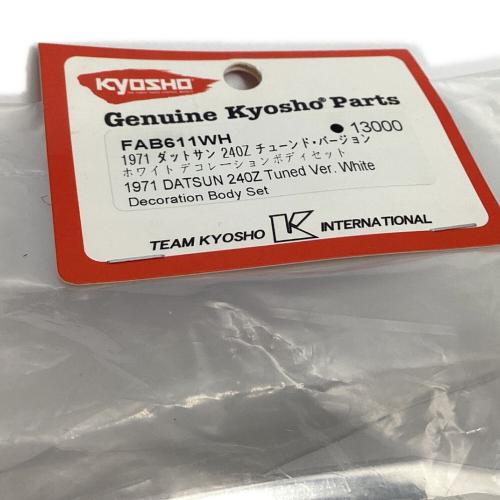 KYOSHO
Genuine Kyosho® Parts
FAB611WH ● 13000
1971 ダットサン 240Z チューンド・バージョン
ホワイト デコレーションボディセット
1971 DATSUN 240Z Tuned Ver. White
Decoration Body Set
TEAM KYOSHO K INTERNATIONAL